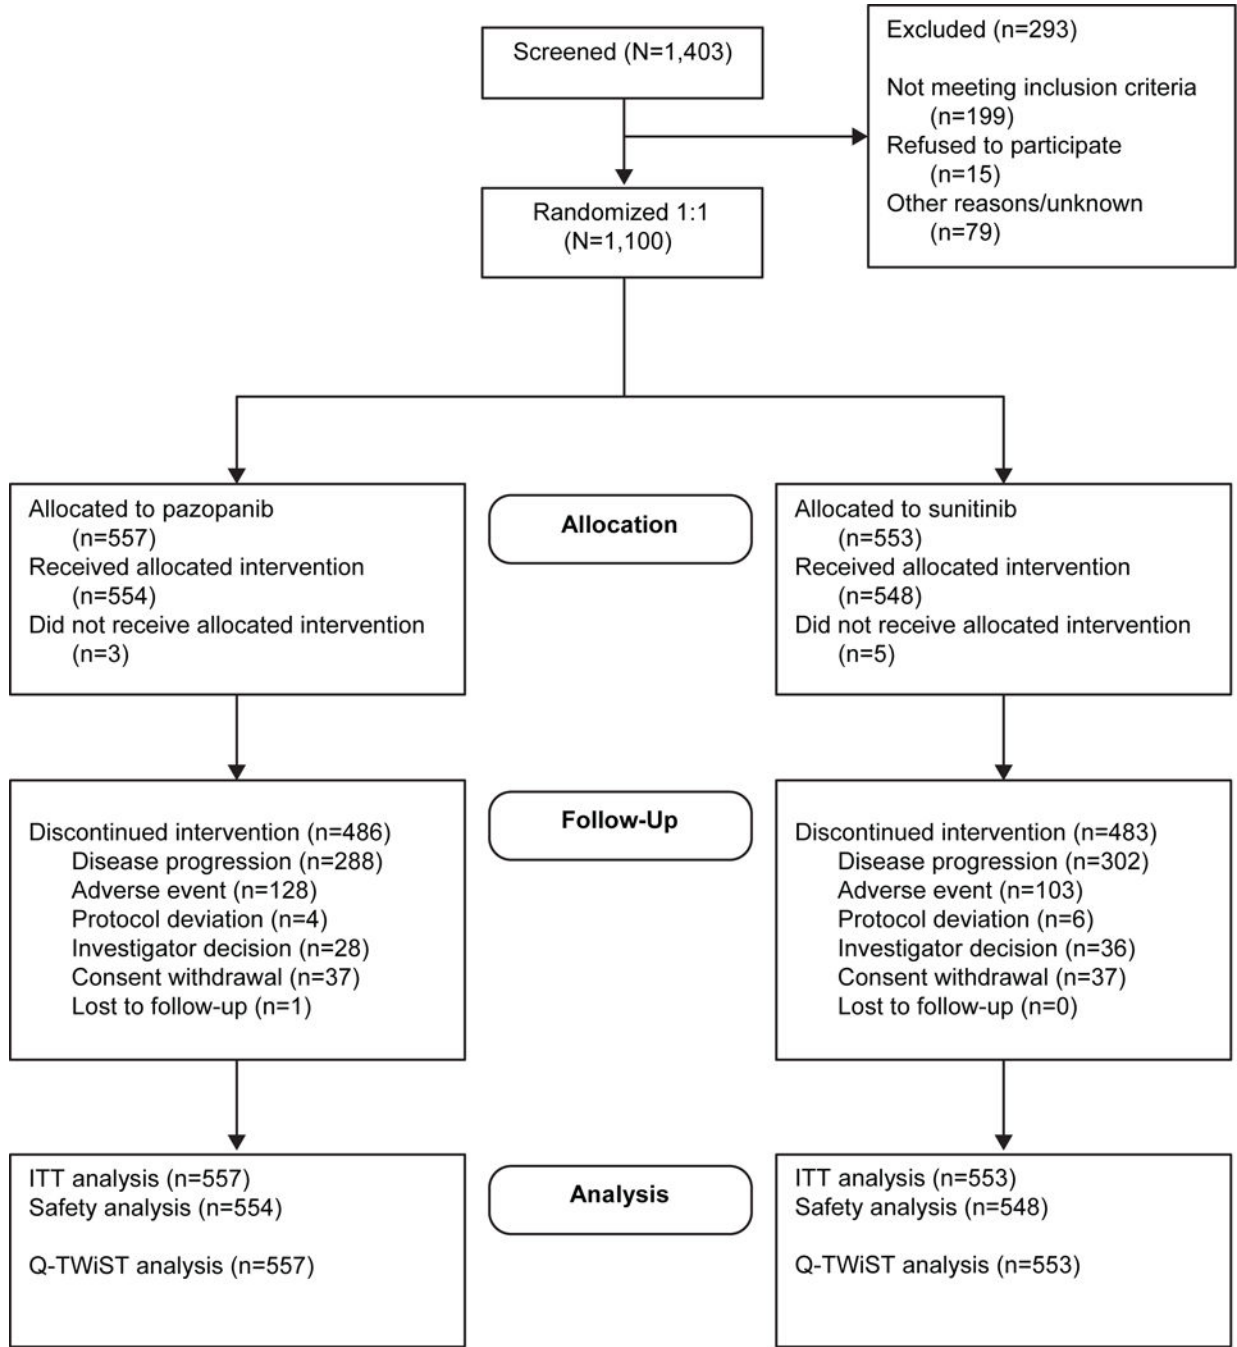 Screened (N=1,403)
Excluded (n=293)
Not meeting inclusion criteria
(n=199)
Refused to participate
(n=15)
Other reasons/unknown
(n=79)
Randomized 1:1
(N=1,100)
Allocated to pazopanib
(n=557)
Received allocated intervention
(n=554)
Did not receive allocated intervention
(n=3)
Allocation
Allocated to sunitinib
(n=553)
Received allocated intervention
(n=548)
Did not receive allocated intervention
(n=5)
Discontinued intervention (n=486)
Disease progression (n=288)
Adverse event (n=128)
Protocol deviation (n=4)
Investigator decision (n=28)
Consent withdrawal (n=37)
Lost to follow-up (n=1)
Follow-Up
Discontinued intervention (n=483)
Disease progression (n=302)
Adverse event (n=103)
Protocol deviation (n=6)
Investigator decision (n=36)
Consent withdrawal (n=37)
Lost to follow-up (n=0)
ITT analysis (n=557)
Safety analysis (n=554)
Q-TWiST analysis (n=557)
Analysis
ITT analysis (n=553)
Safety analysis (n=548)
Q-TWiST analysis (n=553)